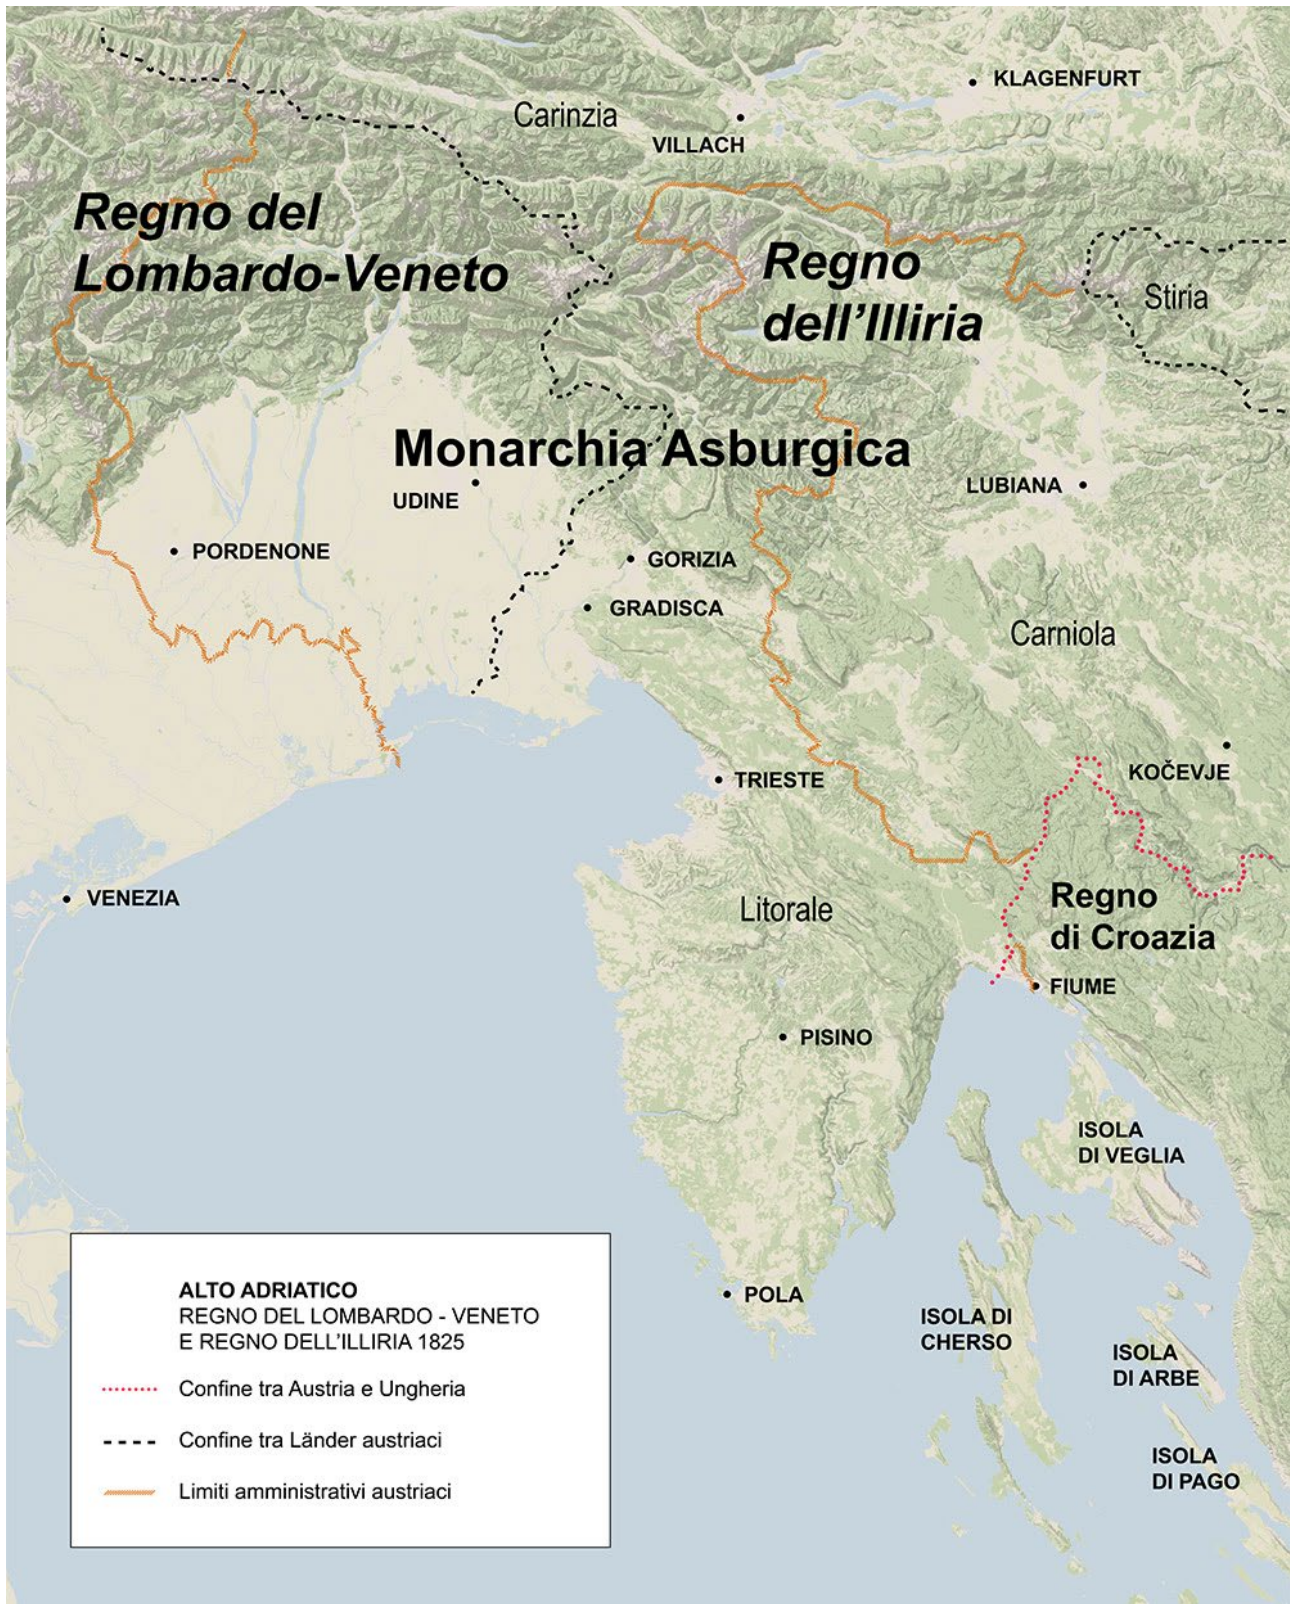 KLAGENFURT
Carinzia
VILLACH
Regno del
Lombardo-Veneto
Regno
dell'Illiria
Stiria
Monarchia Asburgica
UDINE
LUBIANA
PORDENONE
GORIZIA
GRADISCA
Carniola
KOČEVJE
TRIESTE
VENEZIA
Litorale
Regno
di Croazia
FIUME
PISINO
ISOLA
DI VEGLIA
POLA
ISOLA DI
CHERSO
ISOLA
DI ARBE
ISOLA
DI PAGO
ALTO ADRIATICO
REGNO DEL LOMBARDO - VENETO
E REGNO DELL'ILLIRIA 1825
Confine tra Austria e Ungheria
Confine tra Länder austriaci
Limiti amministrativi austriaci